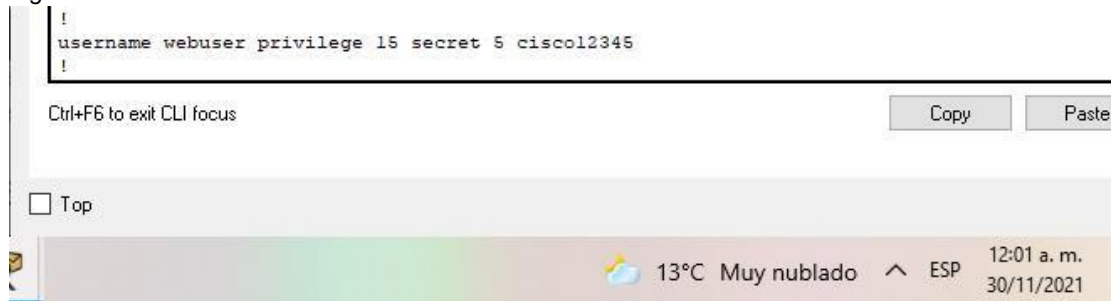 !
username webuser privilege 15 secret 5 cisco12345
!
Ctrl+F6 to exit CLI focus
Copy
Paste
Top
13°C Muy nublado
ESP
12:01 a. m.
30/11/2021